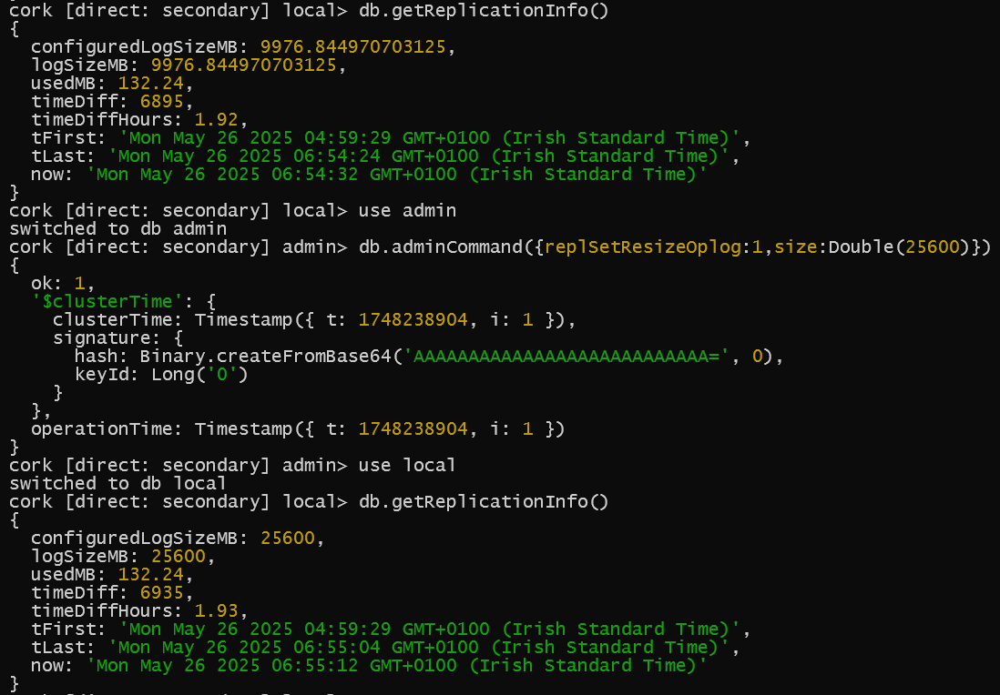 cork [direct: secondary] local> db.getReplicationInfo()
{
  configuredLogSizeMB: 9976.844970703125,
  logSizeMB: 9976.844970703125,
  usedMB: 132.24,
  timeDiff: 6895,
  timeDiffHours: 1.92,
  tFirst: 'Mon May 26 2025 04:59:29 GMT+0100 (Irish Standard Time)',
  tLast: 'Mon May 26 2025 06:54:24 GMT+0100 (Irish Standard Time)',
  now: 'Mon May 26 2025 06:54:32 GMT+0100 (Irish Standard Time)'
}
cork [direct: secondary] local> use admin
switched to db admin
cork [direct: secondary] admin> db.adminCommand({replSetResizeOplog:1,size:Double(25600)})
{
  ok: 1,
  '$clusterTime': {
    clusterTime: Timestamp({ t: 1748238904, i: 1 }),
    signature: {
      hash: Binary.createFromBase64('AAAAAAAAAAAAAAAAAAAAAAAAAAA=', 0),
      keyId: Long('0')
    }
  },
  operationTime: Timestamp({ t: 1748238904, i: 1 })
}
cork [direct: secondary] admin> use local
switched to db local
cork [direct: secondary] local> db.getReplicationInfo()
{
  configuredLogSizeMB: 25600,
  logSizeMB: 25600,
  usedMB: 132.24,
  timeDiff: 6935,
  timeDiffHours: 1.93,
  tFirst: 'Mon May 26 2025 04:59:29 GMT+0100 (Irish Standard Time)',
  tLast: 'Mon May 26 2025 06:55:04 GMT+0100 (Irish Standard Time)',
  now: 'Mon May 26 2025 06:55:12 GMT+0100 (Irish Standard Time)'
}